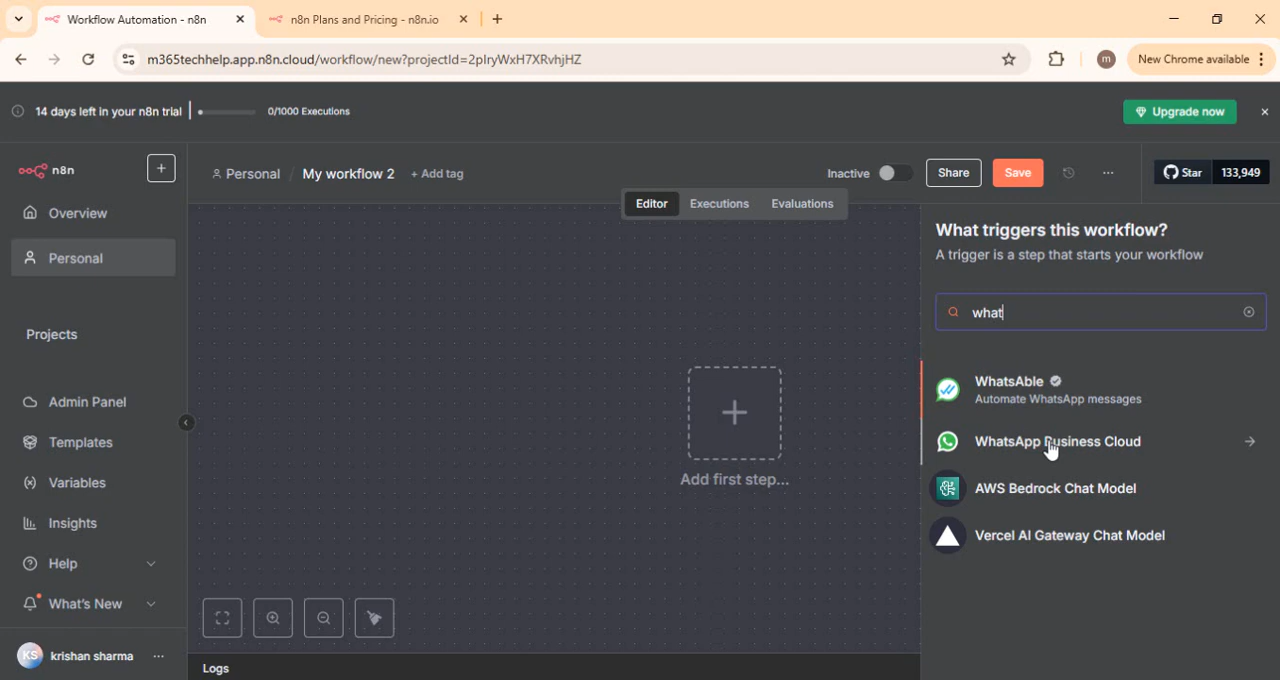 Workflow Automation - n8n
n8n Plans and Pricing - n8n.io
m365techhelp.app.n8n.cloud/workflow/new?projectId=2pIryWxH7XRvhjHZ
m
New Chrome available
14 days left in your n8n trial
0/1000 Executions
Upgrade now
n8n
Personal / My workflow 2 + Add tag
Inactive
Share
Save
...
Star 133,949
Editor
Executions
Evaluations
Overview
Personal
Projects
Admin Panel
Templates
Variables
Insights
Help
What's New
KS krishan sharma ...
Add first step...
Logs
What triggers this workflow?
A trigger is a step that starts your workflow
what
WhatsAble
Automate WhatsApp messages
WhatsApp Business Cloud
AWS Bedrock Chat Model
Vercel AI Gateway Chat Model